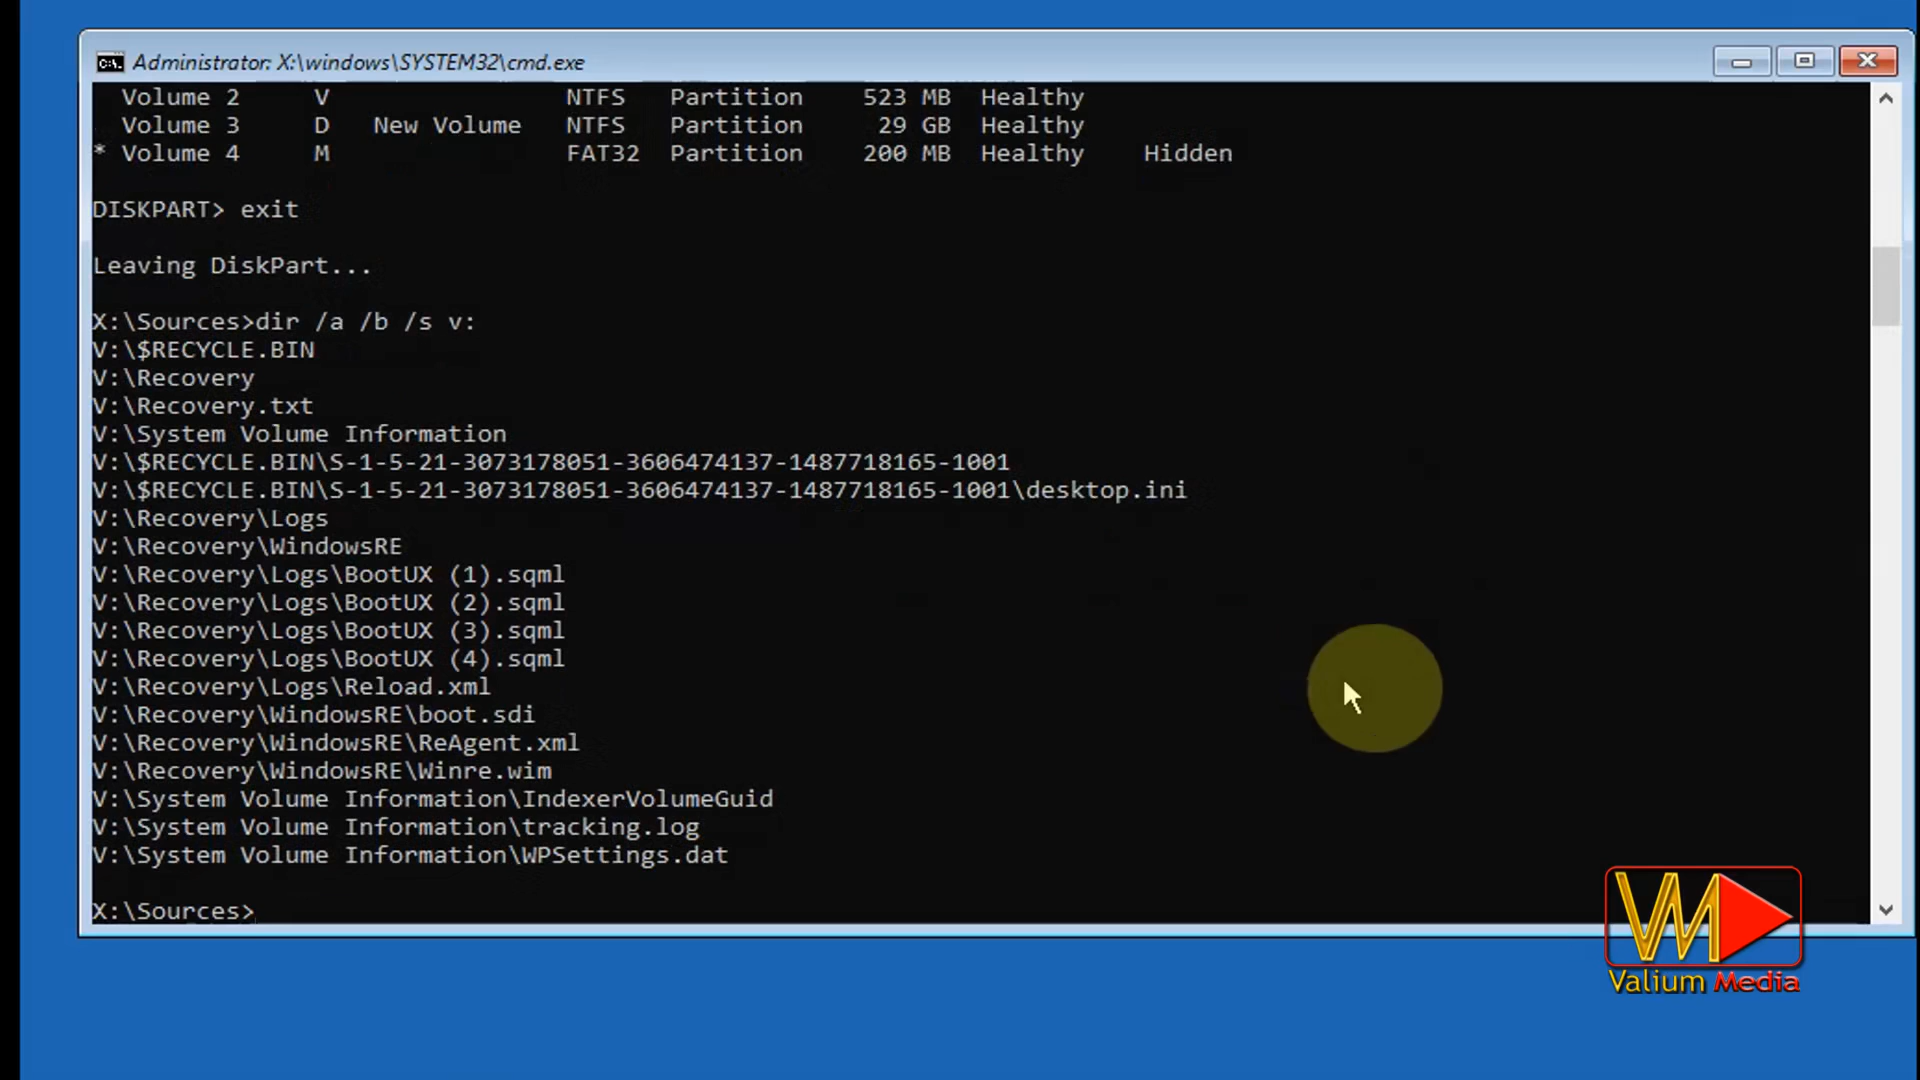 Administrator: X:\windows\SYSTEM32\cmd.exe
Volume 2 V NTFS Partition 523 MB Healthy
Volume 3 D New Volume NTFS Partition 29 GB Healthy
* Volume 4 M FAT32 Partition 200 MB Healthy Hidden
DISKPART> exit
Leaving DiskPart...
X:\Sources>dir /a /b /s v:
V:\$RECYCLE.BIN
V:\Recovery
V:\Recovery.txt
V:\System Volume Information
V:\$RECYCLE.BIN\S-1-5-21-3073178051-3606474137-1487718165-1001
V:\$RECYCLE.BIN\S-1-5-21-3073178051-3606474137-1487718165-1001\desktop.ini
V:\Recovery\Logs
V:\Recovery\WindowsRE
V:\Recovery\Logs\BootUX (1).sqml
V:\Recovery\Logs\BootUX (2).sqml
V:\Recovery\Logs\BootUX (3).sqml
V:\Recovery\Logs\BootUX (4).sqml
V:\Recovery\Logs\Reload.xml
V:\Recovery\WindowsRE\boot.sdi
V:\Recovery\WindowsRE\ReAgent.xml
V:\Recovery\WindowsRE\Winre.wim
V:\System Volume Information\IndexerVolumeGuid
V:\System Volume Information\tracking.log
V:\System Volume Information\WPSettings.dat
X:\Sources>
VM
Valium Media